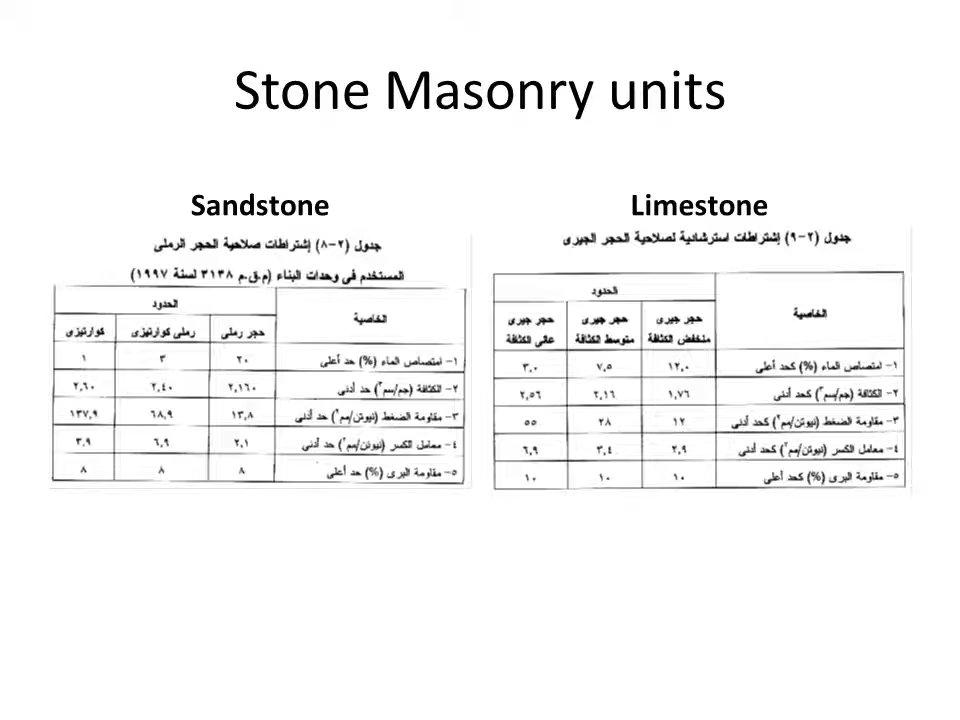 Stone Masonry units
Sandstone
جدول (٢-٨) إشتراطات صلاحية الحجر الرملى
المستخدم فى وحدات البناء (م.ق.م ٣١٣٨ لسنة ١٩٩٧)
الخاصية الحدود
حجر رملى رملى كوارتيزى كوارتيزى
١- امتصاص الماء (%) حد أعلى ٢٠ ٣ ١
٢- الكثافة (جم/سم٣) حد أدنى ٢,١٦٠ ٢,٤٠ ٢,٦٠
٣- مقاومة الضغط (نيوتن/مم٢) حد أدنى ١٣,٨ ٦٨,٩ ١٣٧,٩
٤- معامل الكسر (نيوتن/مم٢) حد أدنى ٢,١ ٦,٩ ٣,٩
٥- مقاومة البرى (%) حد أعلى ٨ ٨ ٨
Limestone
جدول (٢-٩) إشتراطات استرشادية لصلاحية الحجر الجيرى
الخاصية الحدود
حجر جيرى منخفض الكثافة حجر جيرى متوسط الكثافة حجر جيرى عالى الكثافة
١- امتصاص الماء (%) كحد أعلى ١٢,٠ ٧,٥ ٣,٠
٢- الكثافة (جم/سم٣) كحد أدنى ١,٧٦ ٢,١٦ ٢,٥٦
٣- مقاومة الضغط (نيوتن/مم٢) كحد أدنى ١٢ ٢٨ ٥٥
٤- معامل الكسر (نيوتن/مم٢) كحد أدنى ٢,٩ ٣,٤ ٦,٩
٥- مقاومة البرى (%) كحد أعلى ١٠ ١٠ ١٠